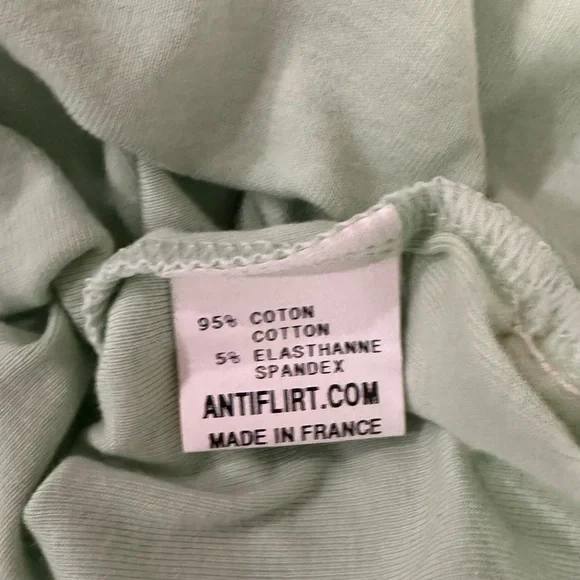 95% COTON
COTTON
5% ELASTHANNE
SPANDEX
ANTIFLIRT.COM
MADE IN FRANCE